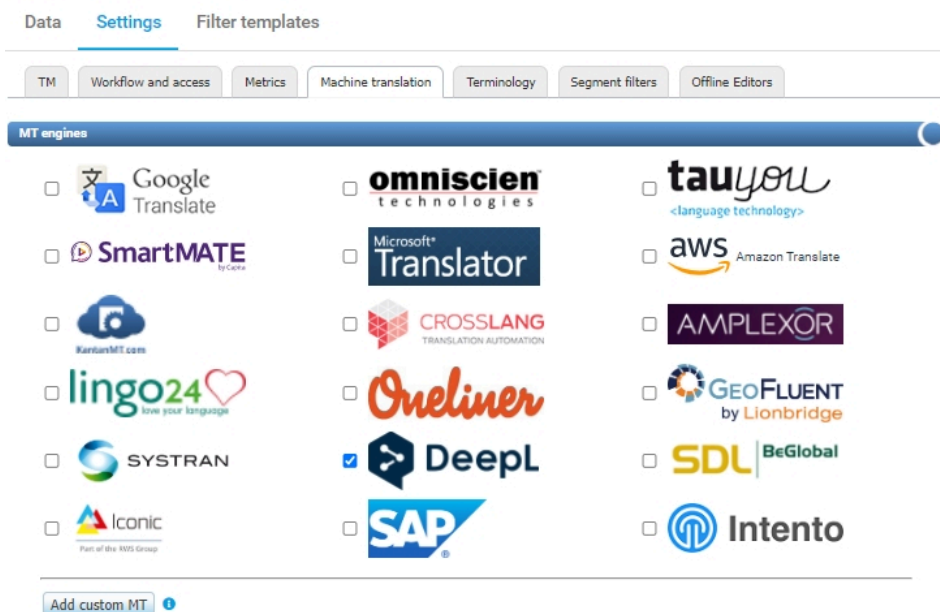 Data Settings Filter templates
TM Workflow and access Metrics Machine translation Terminology Segment filters Offline Editors
MT engines
文 A Google Translate
omniscien technologies
tauyou <language technology>
SmartMATE by Capita
Microsoft® Translator
aws Amazon Translate
KantanMT.com
CROSSLANG TRANSLATION AUTOMATION
AMPLEXOR
lingo24 love your language
Oneliner
GEOFLUENT by Lionbridge
SYSTRAN
DeepL
SDL BeGlobal
Iconic Part of the RWS Group
SAP ®
Intento
Add custom MT i